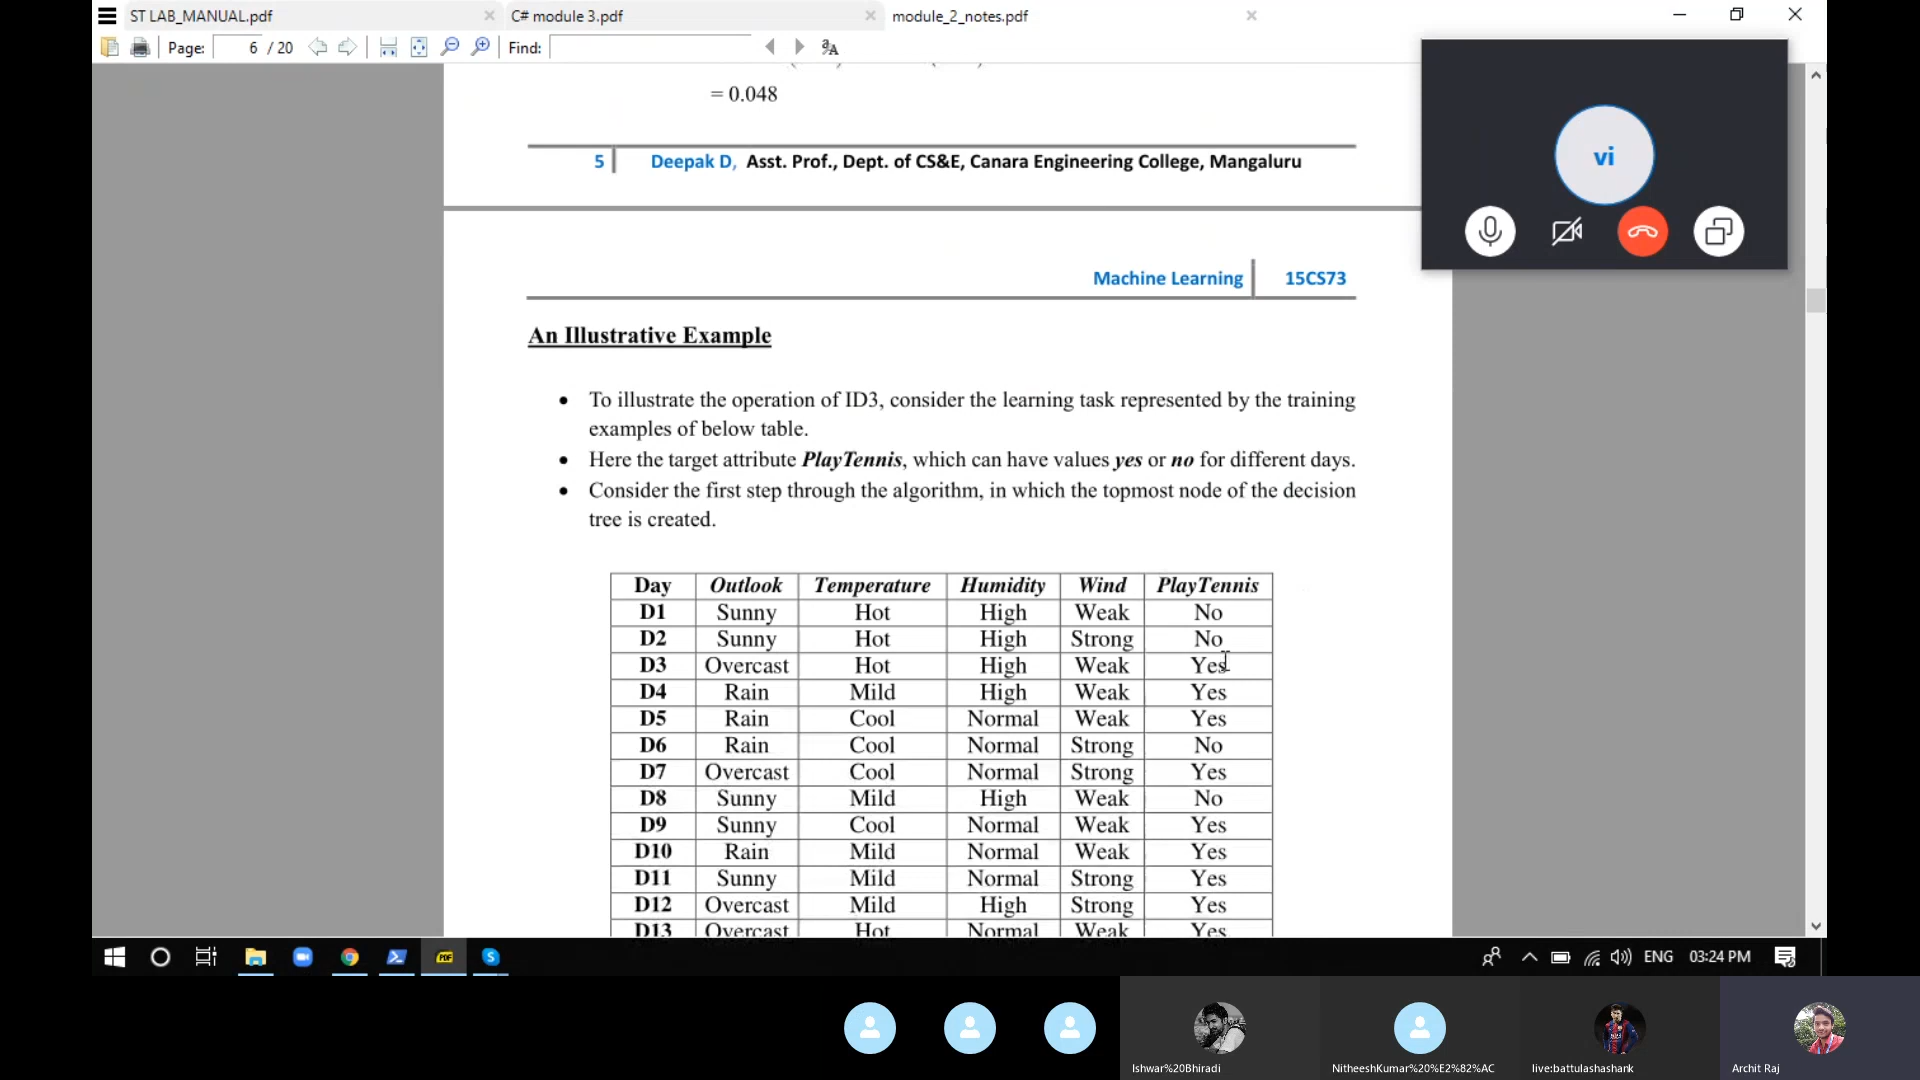 ST LAB_MANUAL.pdf
C# module 3.pdf
module_2_notes.pdf
Page: 6 / 20
Find:
= 0.048
5 Deepak D, Asst. Prof., Dept. of CS&E, Canara Engineering College, Mangaluru
vi
Machine Learning 15CS73
An Illustrative Example
• To illustrate the operation of ID3, consider the learning task represented by the training
examples of below table.
• Here the target attribute PlayTennis, which can have values yes or no for different days.
• Consider the first step through the algorithm, in which the topmost node of the decision
tree is created.
Day Outlook Temperature Humidity Wind PlayTennis
D1 Sunny Hot High Weak No
D2 Sunny Hot High Strong No
D3 Overcast Hot High Weak Yes
D4 Rain Mild High Weak Yes
D5 Rain Cool Normal Weak Yes
D6 Rain Cool Normal Strong No
D7 Overcast Cool Normal Strong Yes
D8 Sunny Mild High Weak No
D9 Sunny Cool Normal Weak Yes
D10 Rain Mild Normal Weak Yes
D11 Sunny Mild Normal Strong Yes
D12 Overcast Mild High Strong Yes
D13 Overcast Hot Normal Weak Yes
PDF
ENG 03:24 PM
Ishwar%20Bhiradi
NitheeshKumar%20%E2%82%AC
live:battulashashank
Archit Raj